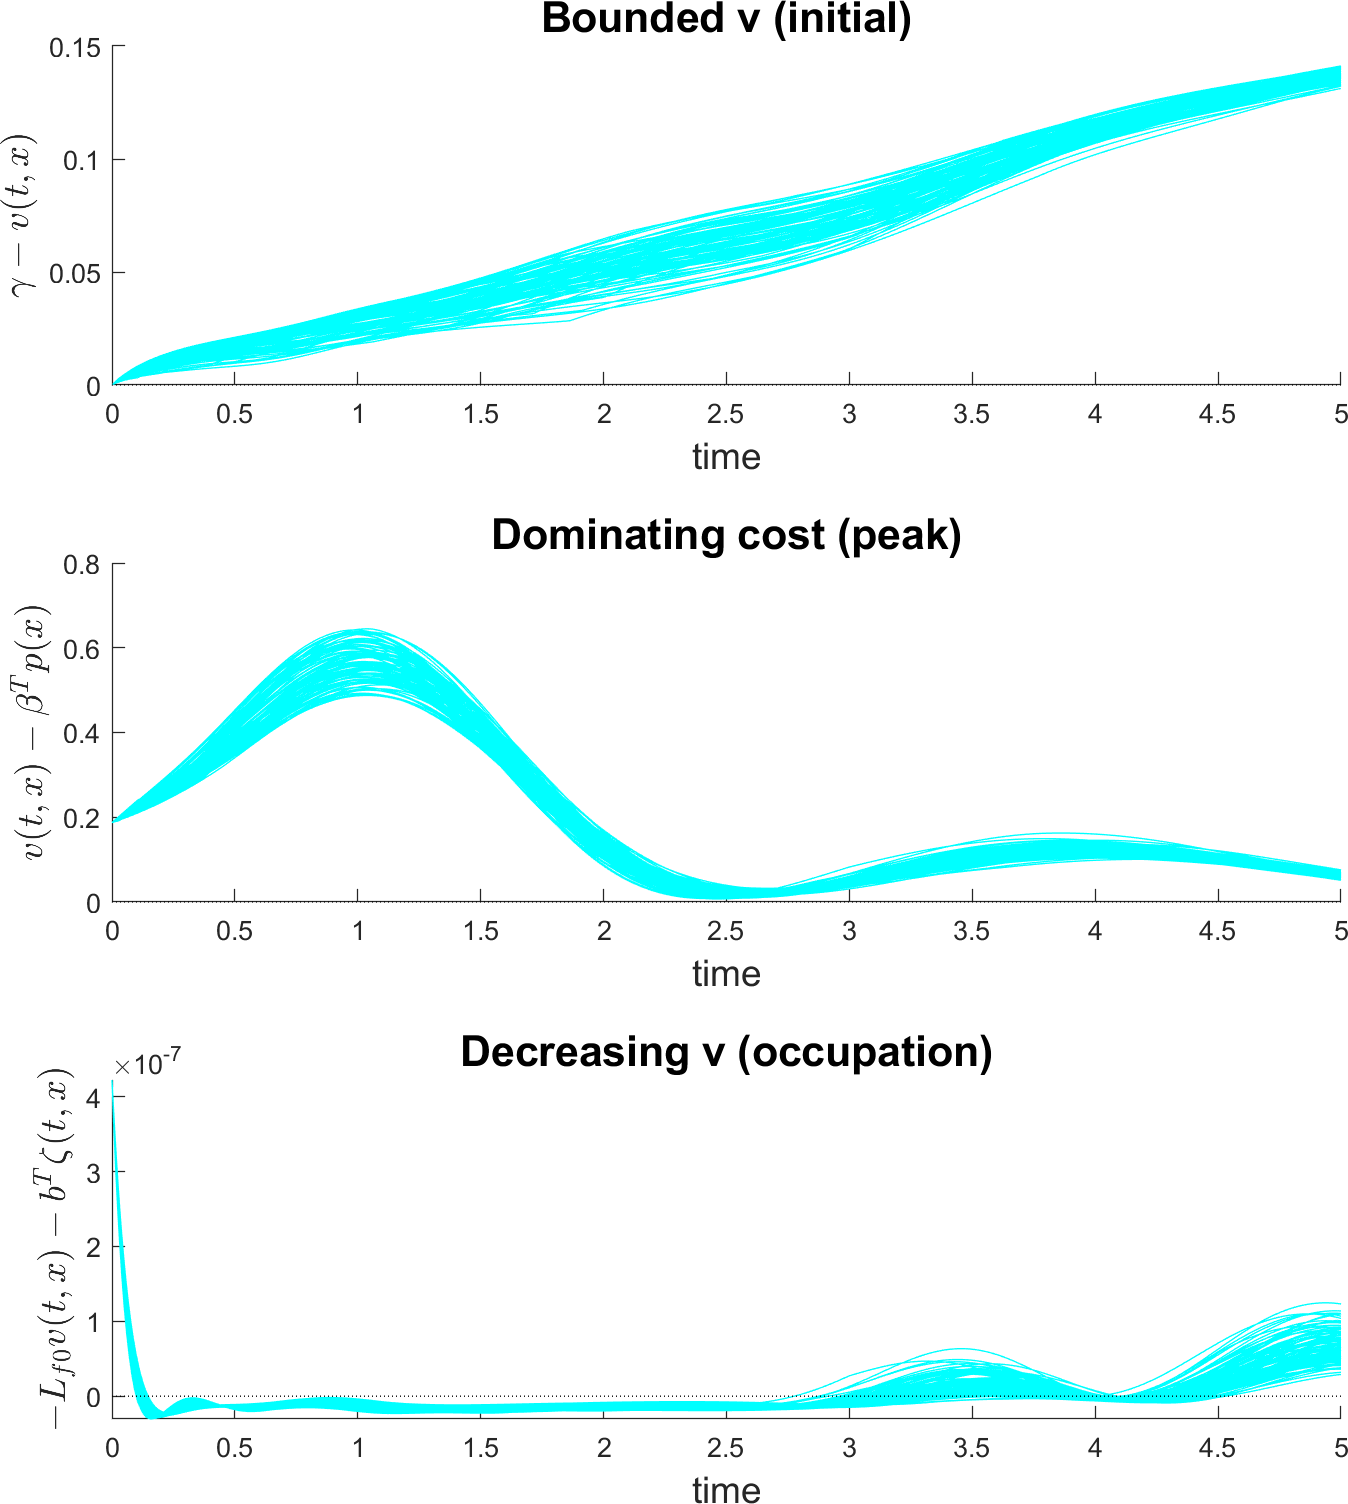 Bounded v (initial)
γ − v(t, x)
0.15
0.1
0.05
0
0 0.5 1 1.5 2 2.5 3 3.5 4 4.5 5
time
Dominating cost (peak)
v(t, x) − βᵀp(x)
0.8
0.6
0.4
0.2
0
0 0.5 1 1.5 2 2.5 3 3.5 4 4.5 5
time
Decreasing v (occupation)
×10⁻⁷
−L_{f0}v(t, x) − bᵀζ(t, x)
4
3
2
1
0
0 0.5 1 1.5 2 2.5 3 3.5 4 4.5 5
time